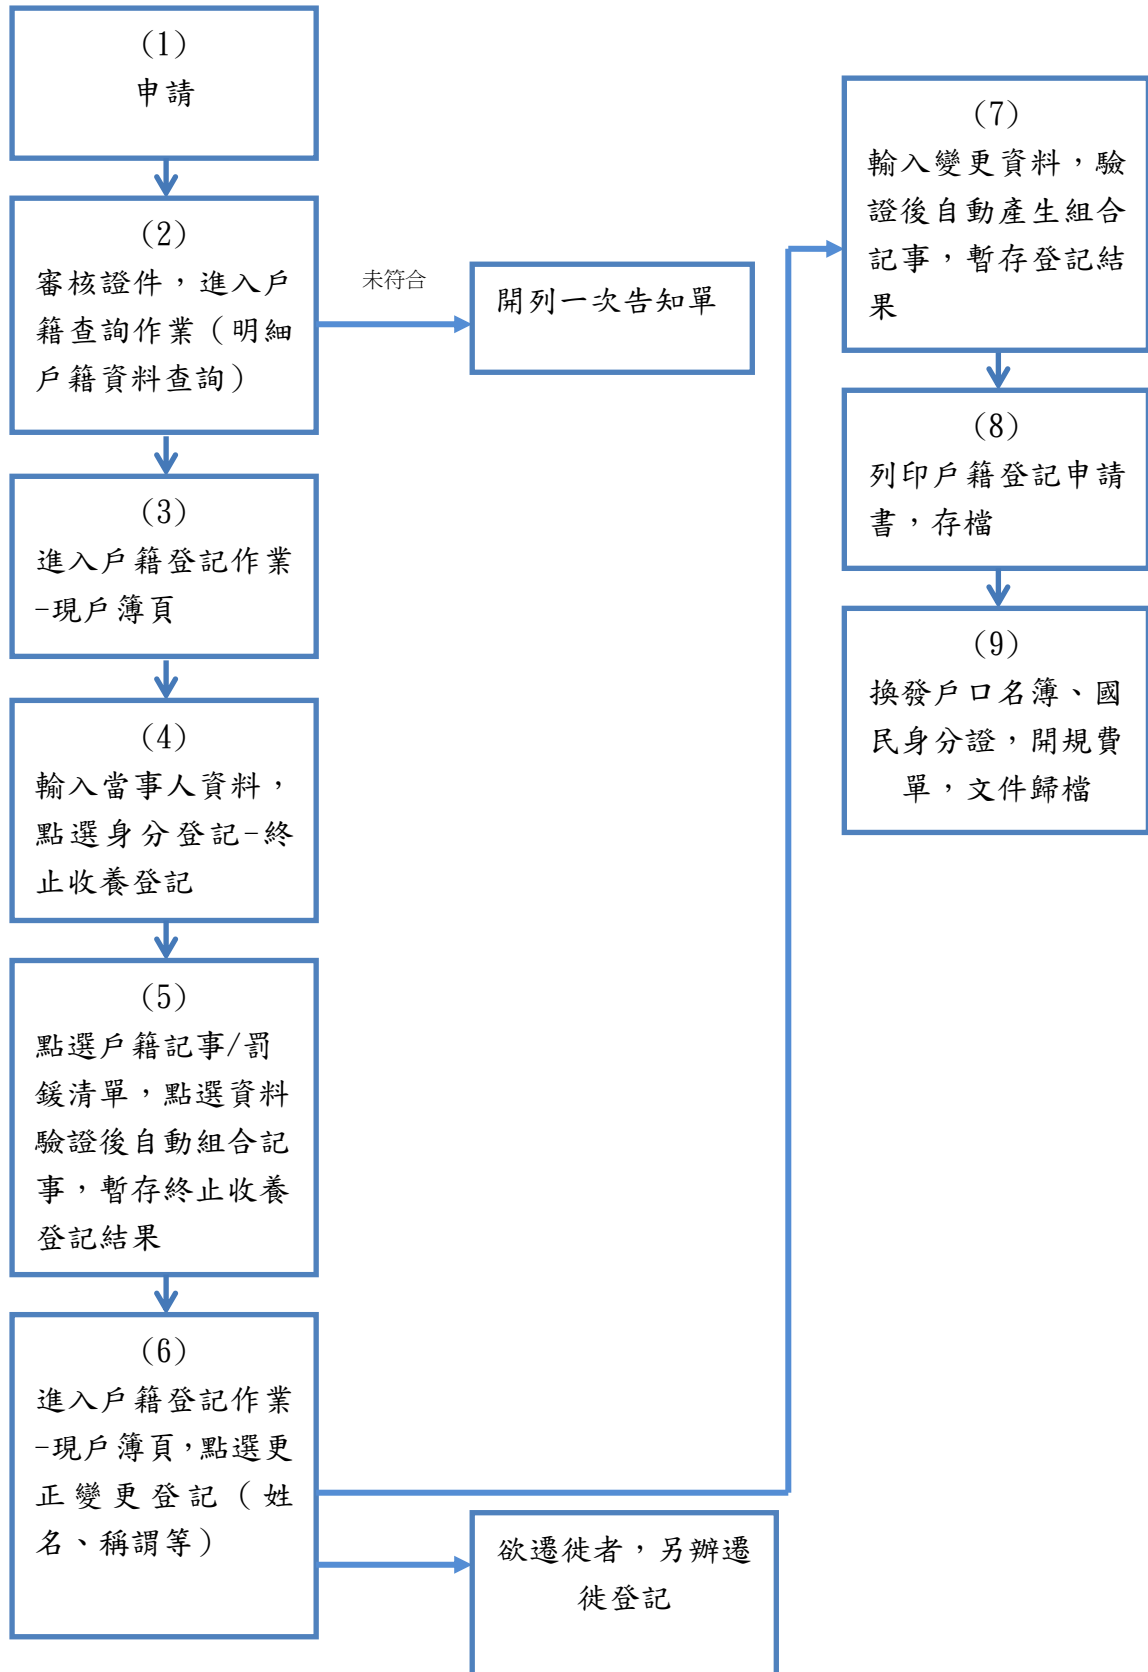 (1)
申請
(2)
審核證件，進入戶
籍查詢作業（明細
戶籍資料查詢）
未符合
開列一次告知單
(3)
進入戶籍登記作業
-現戶簿頁
(4)
輸入當事人資料，
點選身分登記-終
止收養登記
(5)
點選戶籍記事/罰
鍰清單，點選資料
驗證後自動組合記
事，暫存終止收養
登記結果
(6)
進入戶籍登記作業
-現戶簿頁，點選更
正變更登記（姓
名、稱謂等）
欲遷徙者，另辦遷
徙登記
(7)
輸入變更資料，驗
證後自動產生組合
記事，暫存登記結
果
(8)
列印戶籍登記申請
書，存檔
(9)
換發戶口名簿、國
民身分證，開規費
單，文件歸檔